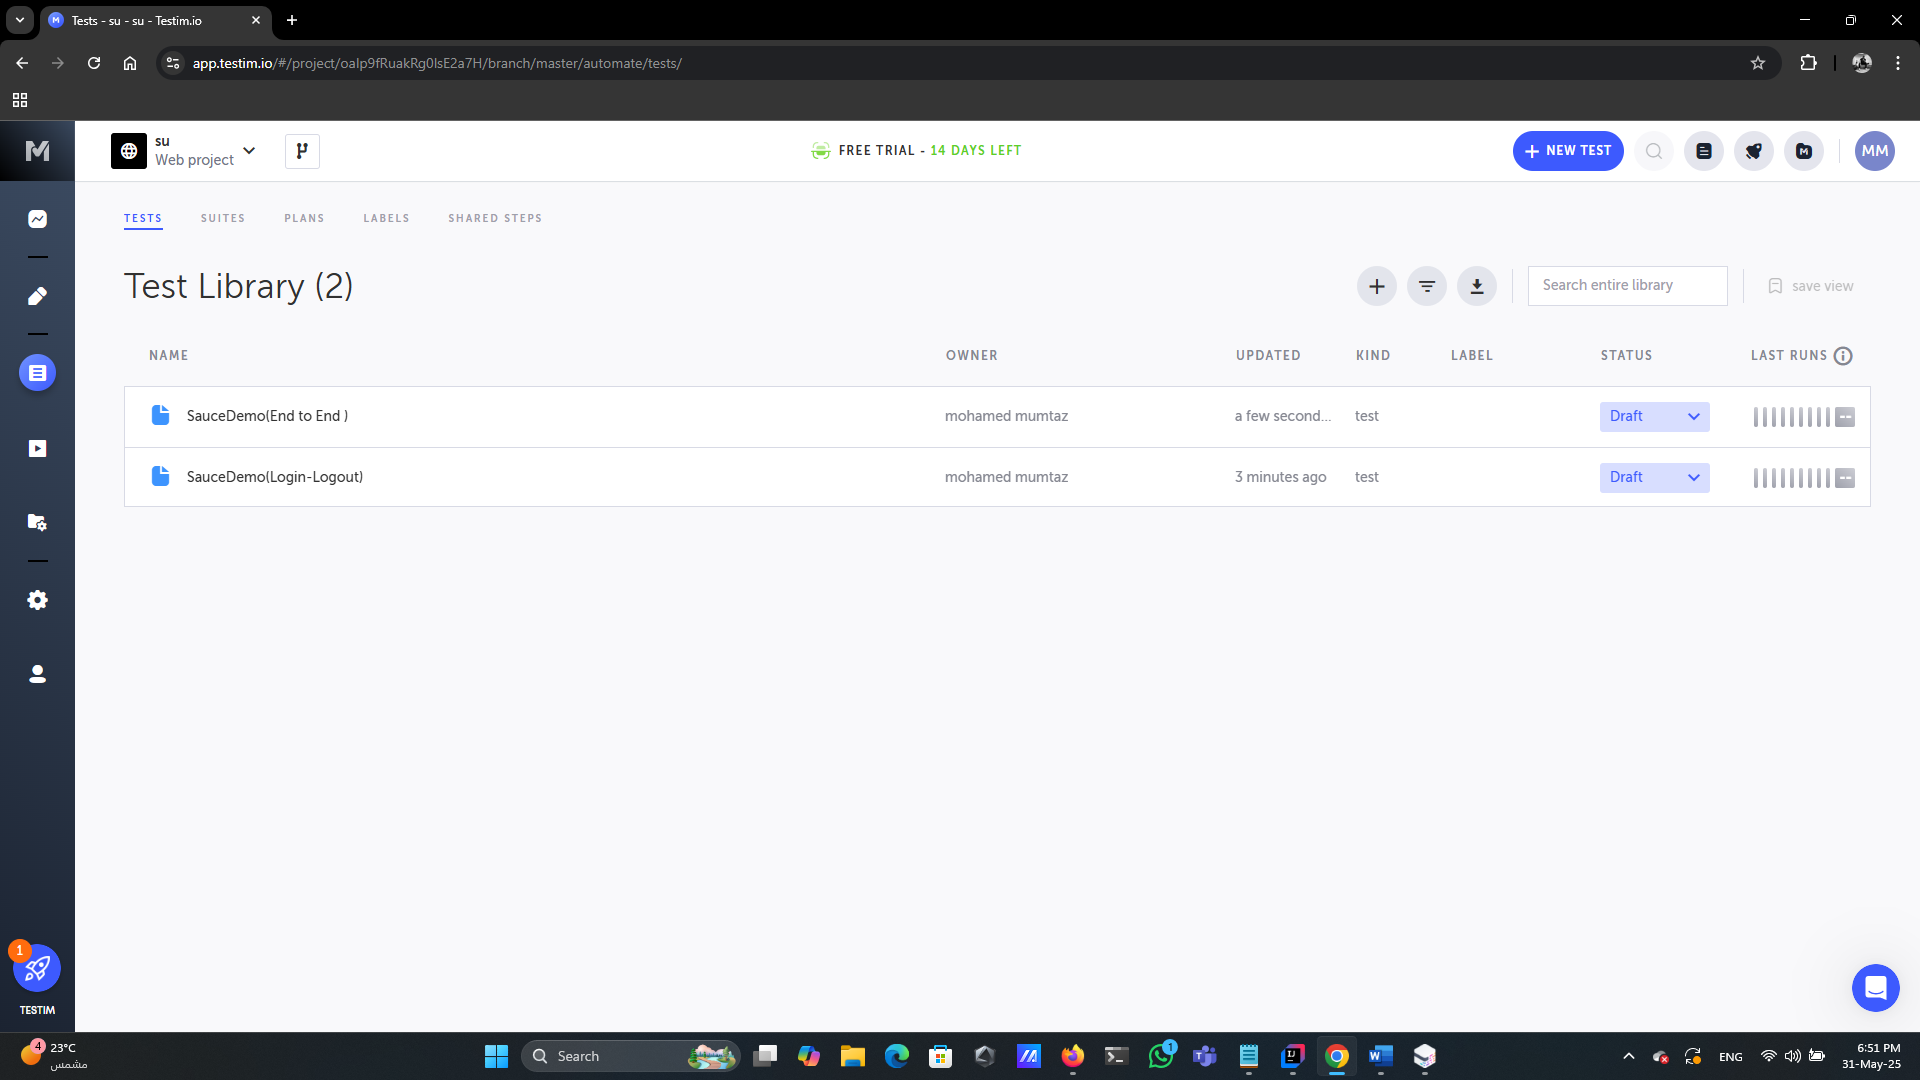 Tests - su - su - Testim.io
app.testim.io/#/project/oalp9fRuakRg0lsE2a7H/branch/master/automate/tests/
su
Web project
FREE TRIAL - 14 DAYS LEFT
NEW TEST
MM
TESTS
SUITES
PLANS
LABELS
SHARED STEPS
Test Library (2)
Search entire library
save view
NAME
OWNER
UPDATED
KIND
LABEL
STATUS
LAST RUNS
SauceDemo(End to End )
mohamed mumtaz
a few second...
test
Draft
SauceDemo(Login-Logout)
mohamed mumtaz
3 minutes ago
test
Draft
1
TESTIM
4
23°C
مشمس
Search
1
ENG
6:51 PM
31-May-25